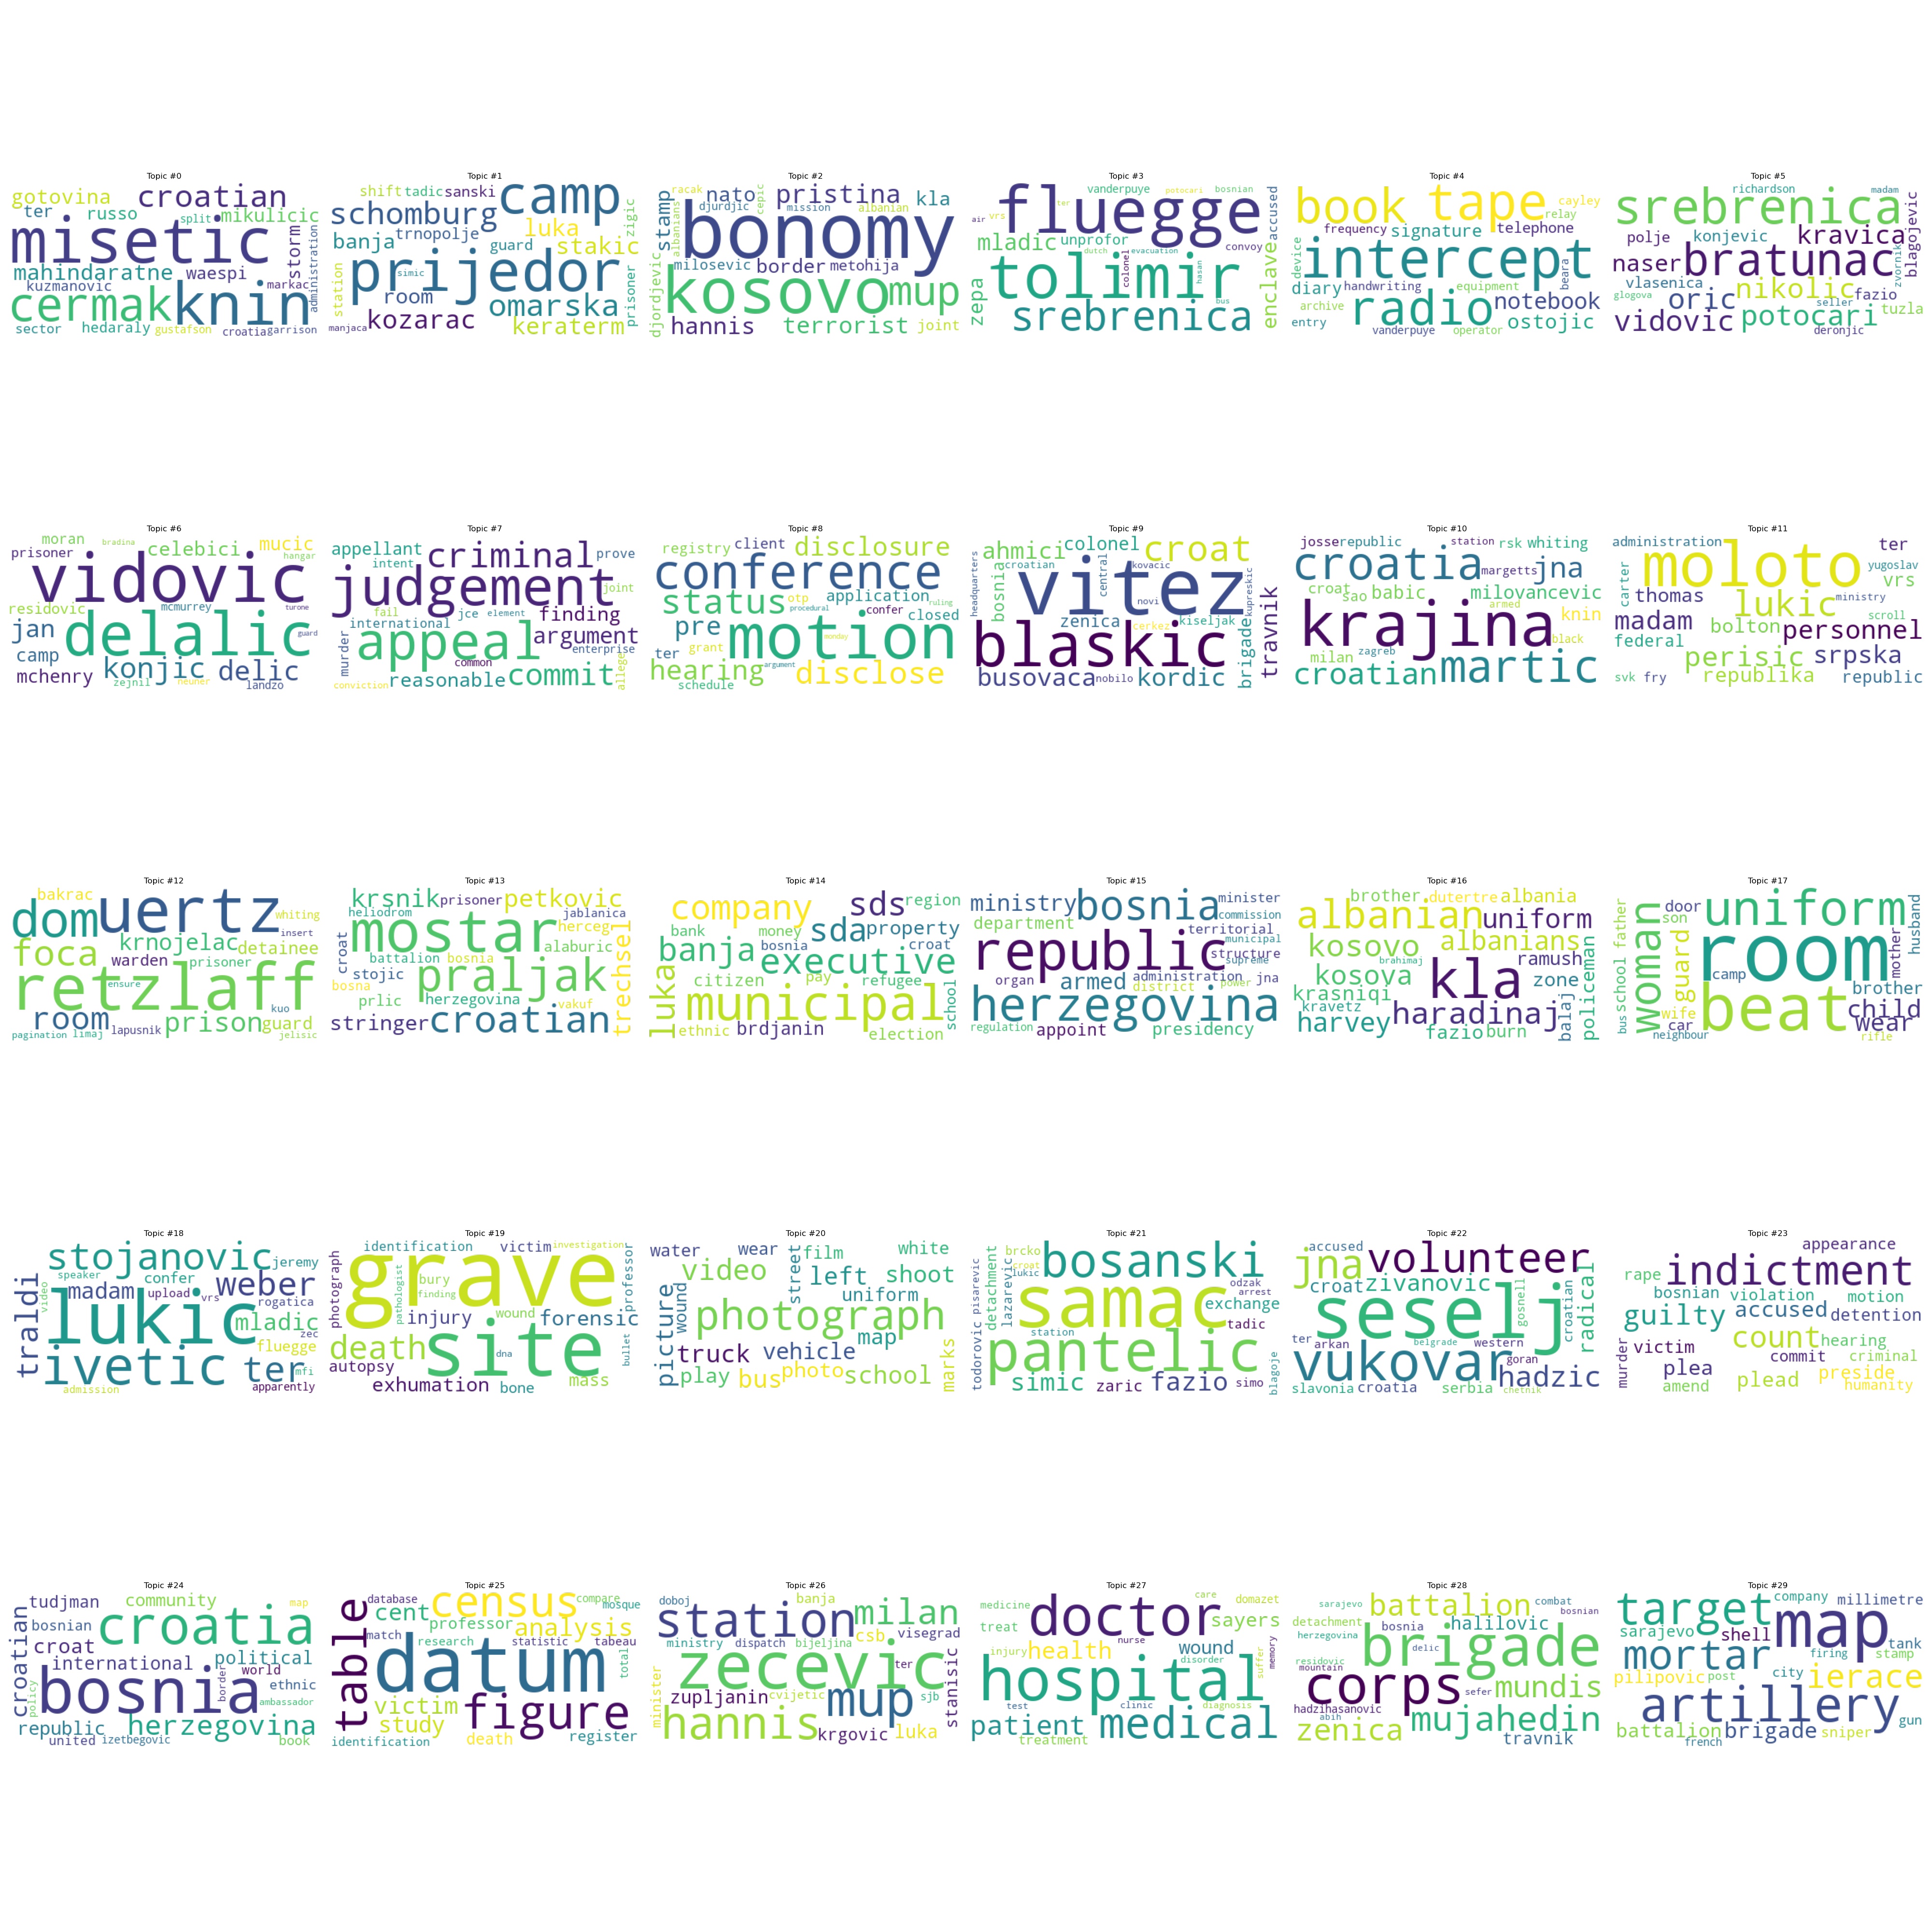 Topic #0
gotovina croatian
ter russo split mikulicic
misetic storm administration
mahindaratne waespi
kuzmanovic markac
cermak knin
sector hedaraly gustafson croatia garrison
Topic #1
shift tadic sanski camp
schomburg luka zigic
banja trnopolje guard stakic
prijedor simic
station room omarska prisoner
manjaca kozarac keraterm
Topic #2
racak nato cepic pristina kla
stamp djurdjic mission albanian
albanians bonomy
milosevic border metohija
djordjevic kosovo mup
hannis terrorist joint
Topic #3
vanderpuye potocari bosnian
fluegge ter accused
air vrs
mladic unprofor convoy
dutch evacuation
zepa tolimir colonel hasan enclave
srebrenica bus
Topic #4
book tape cayley
frequency signature telephone relay
device intercept
diary handwriting equipment beara
archive radio notebook
entry vanderpuye operator ostojic
Topic #5
richardson madam
srebrenica
polje konjevic kravica blagojevic
naser bratunac zvornik
vlasenica nikolic fazio
glogova oric seller tuzla
vidovic potocari
deronjic
Topic #6
moran bradina mucic
prisoner celebici hangar
vidovic
residovic mcmurrey turone
jan delalic guard
camp konjic delic
mchenry zejnil neuner landzo
Topic #7
appellant criminal prove
intent
judgement joint
fail jce element finding
international
murder appeal argument
common enterprise
conviction reasonable commit allege
Topic #8
registry client disclosure
conference
status otp application ruling
procedural confer
pre motion closed
ter grant monday
hearing argument disclose
schedule
Topic #9
ahmici colonel croat
headquarters croatian central kovacic
bosnia vitez kupreskic
zenica novi cerkez kiseljak
blaskic brigade travnik
busovaca nobilo kordic
Topic #10
josse republic station rsk whiting
croatia margetts jna
croat sao babic milovancevic
armed knin
krajina black
milan zagreb
croatian martic
Topic #11
administration ter
moloto yugoslav
carter thomas lukic vrs
ministry
madam bolton scroll
federal personnel
perisic srpska
svk fry republika republic
Topic #12
bakrac
dom uertz whiting
insert
foca krnojelac detainee
warden prisoner
retzlaff
ensure
room kuo
lapusnik prison guard
pagination limaj jelisic
Topic #13
krsnik prisoner petkovic
heliodrom jablanica
mostar herceg
croat battalion bosnia alaburic
stojic praljak
bosna trechsel
prlic herzegovina vakuf
stringer croatian
Topic #14
company sds region
bank money sda property
banja bosnia croat
executive
luka citizen pay refugee
municipal school
ethnic brdjanin election
Topic #15
ministry bosnia minister
department commission
territorial
republic municipal
structure
supreme
organ armed administration jna
district power
herzegovina
regulation appoint presidency
Topic #16
brother dutertre albania
albanian uniform
kosovo albanians
brahimaj ramush
kosova kla zone policeman
krasniqi
kravetz haradinaj balaj
harvey fazio burn
Topic #17
door uniform
father son husband
woman room mother
school guard camp brother
wife beat child
bus car wear
neighbour rifle
Topic #18
stojanovic jeremy
speaker confer weber
video madam upload vrs
traldi rogatica
lukic mladic
zec
fluegge
ivetic ter mfi
admission apparently
Topic #19
identification victim investigation
photograph grave professor
bury
pathologist finding
injury wound forensic
death site bullet
autopsy dna mass
exhumation bone
Topic #20
water wear street film white
video left shoot
wound uniform
picture photograph
map
truck vehicle marks
play bus photo school
Topic #21
brcko bosanski
croat
lukic odzak
pisarevic detachment samac arrest
lazarevic exchange
station tadic
todorovic pantelic
simic zaric fazio simo blagoje
Topic #22
accused volunteer
jna zivanovic radical
croat
seselj gosnell croatian
ter belgrade western
arkan goran
vukovar hadzic
slavonia croatia serbia chetnik
Topic #23
appearance
rape indictment
bosnian violation motion
guilty accused detention
count hearing
victim commit criminal
murder plea preside
amend plead humanity
Topic #24
tudjman community map
croatian bosnian croatia
croat political
international world
border ethnic
policy bosnia ambassador
republic herzegovina
united izetbegovic book
Topic #25
database census compare
cent mosque
professor analysis
match research statistic tabeau
table datum total
victim figure
study
identification death register
Topic #26
doboj banja
station milan
ministry dispatch bijeljina csb visegrad
zecevic ter
minister zupljanin cvijetic mup sjb stanisic
hannis krgovic luka
Topic #27
medicine care domazet
doctor
treat sayers
nurse
injury health wound memory
disorder suffer
hospital
test clinic diagnosis
patient medical
treatment
Topic #28
sarajevo battalion combat
bosnian
detachment bosnia halilovic
herzegovina brigade
delic
residovic
mountain corps mundis
sefer
hadzihasanovic
abih mujahedin
zenica travnik
Topic #29
target company millimetre
sarajevo shell map
mortar firing tank
stamp
pilipovic post city ierace
artillery gun
battalion brigade sniper
french